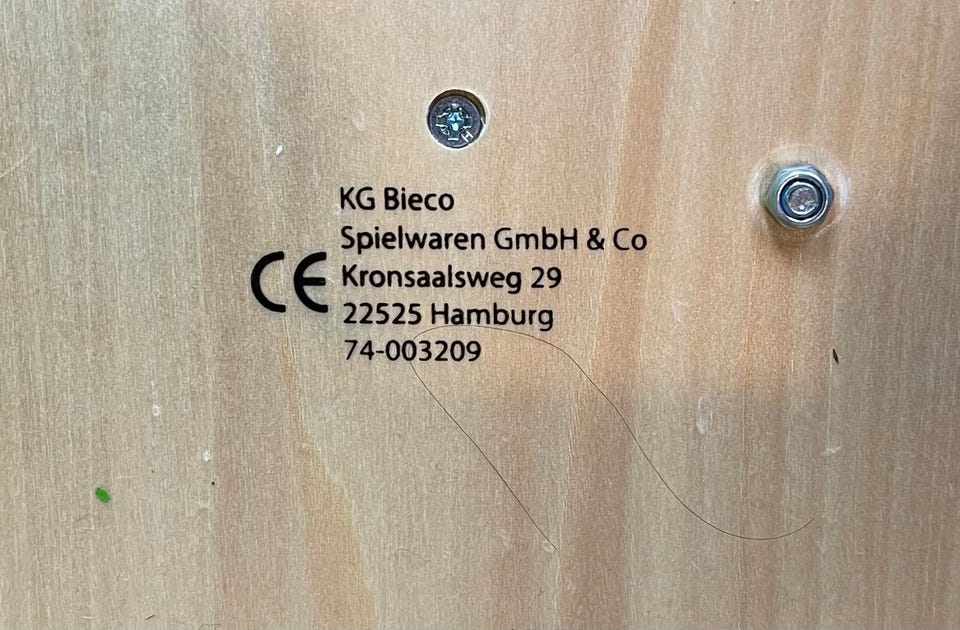 KG Bieco
Spielwaren GmbH & Co
CE Kronsaalsweg 29
22525 Hamburg
74-003209